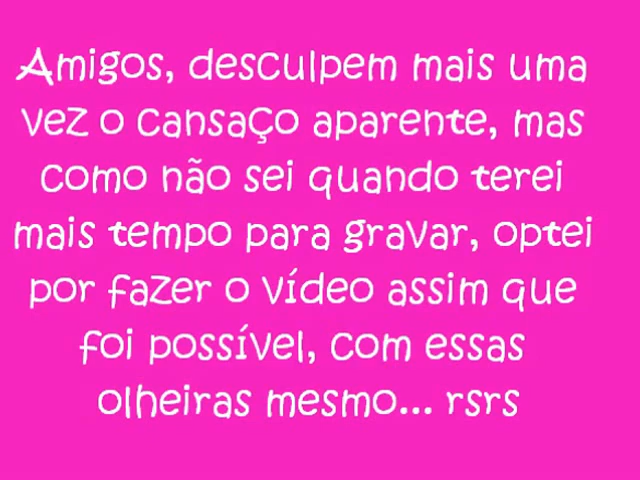 Amigos, desculpem mais uma
vez o cansaço aparente, mas
como não sei quando terei
mais tempo para gravar, optei
por fazer o vídeo assim que
foi possível, com essas
olheiras mesmo... rsrs